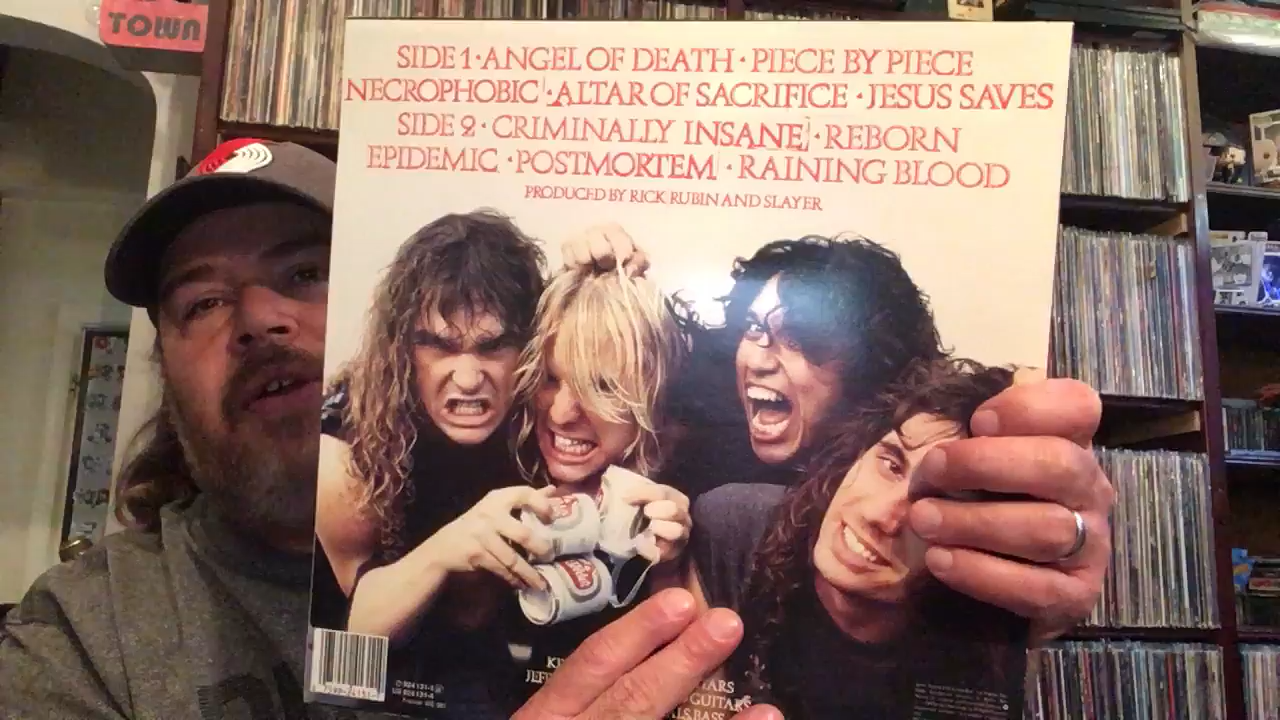 TOWN
SIDE 1·ANGEL OF DEATH · PIECE BY PIECE
NECROPHOBIC ·ALTAR OF SACRIFICE · JESUS SAVES
SIDE 2 · CRIMINALLY INSANE · REBORN
EPIDEMIC · POSTMORTEM · RAINING BLOOD
PRODUCED BY RICK RUBIN AND SLAYER